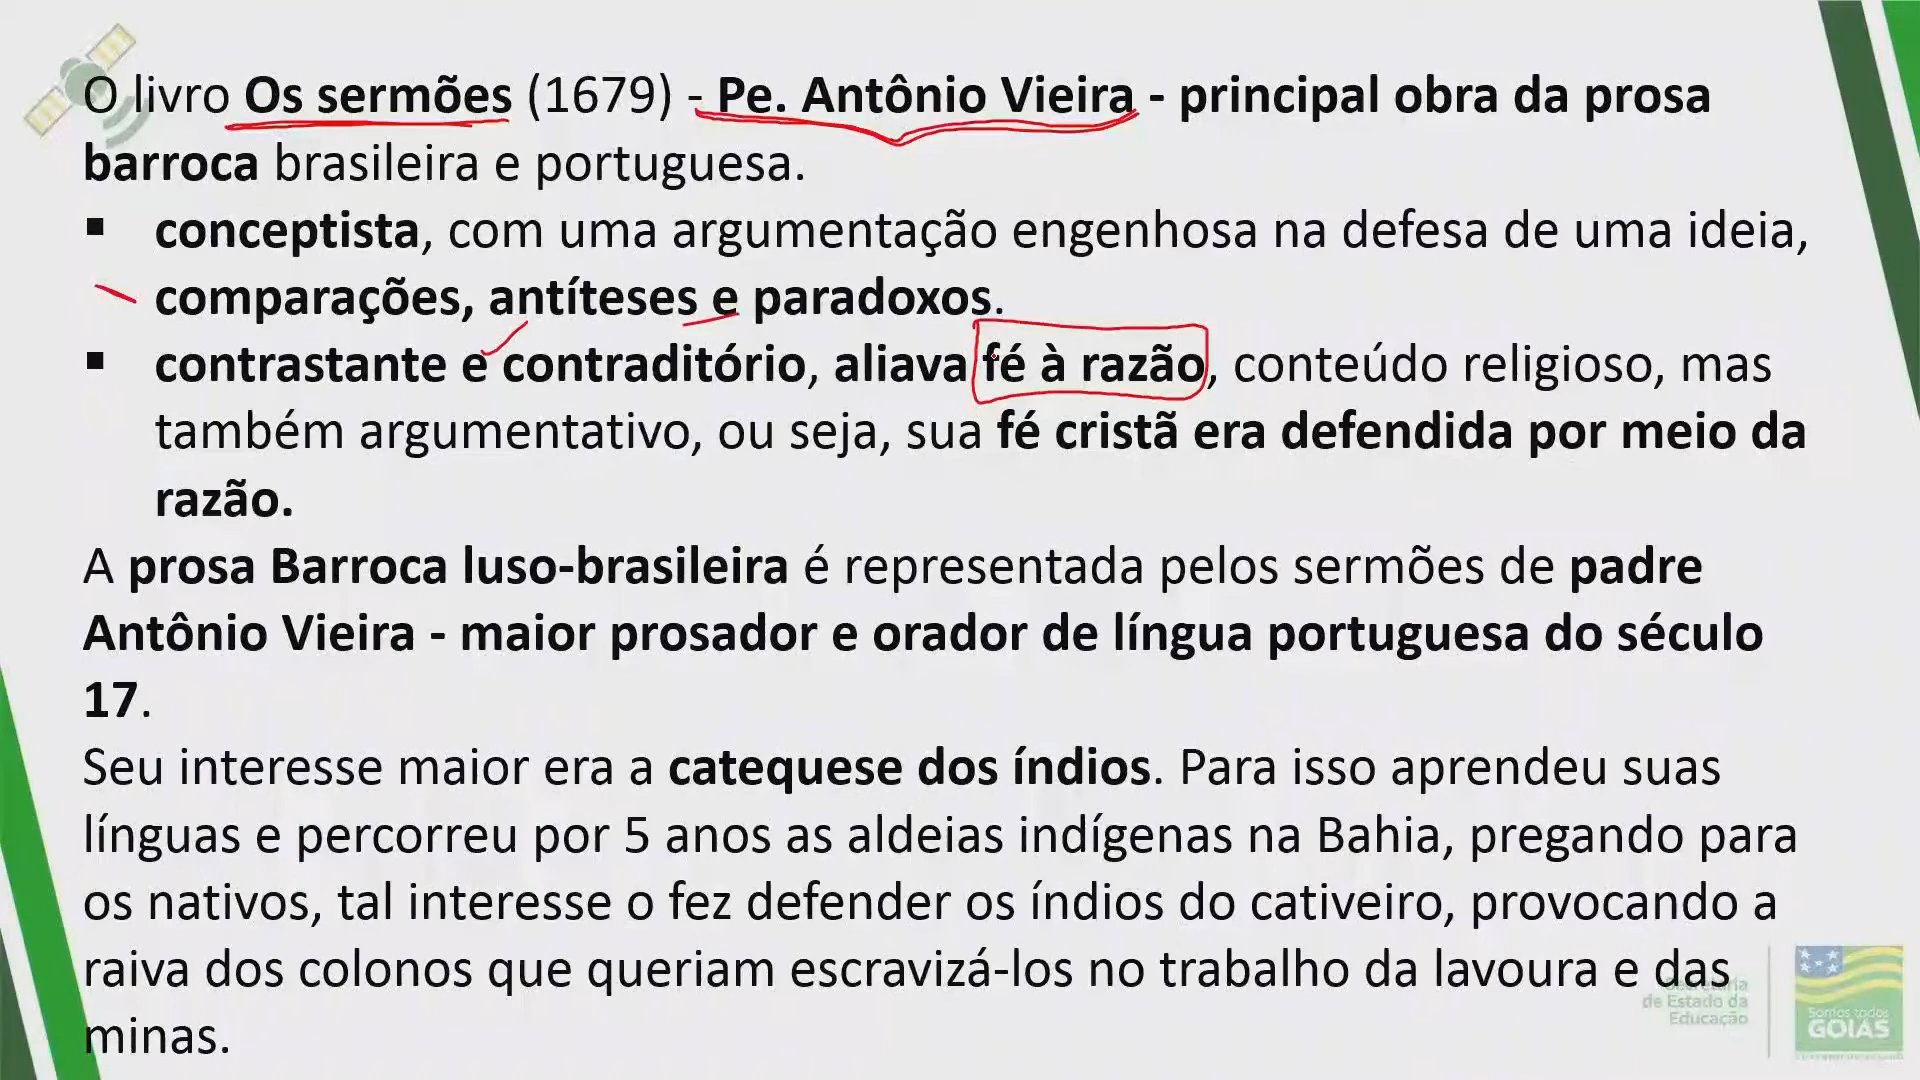 O livro Os sermões (1679) - Pe. Antônio Vieira - principal obra da prosa
barroca brasileira e portuguesa.
▪ conceptista, com uma argumentação engenhosa na defesa de uma ideia,
comparações, antíteses e paradoxos.
▪ contrastante e contraditório, aliava fé à razão, conteúdo religioso, mas
também argumentativo, ou seja, sua fé cristã era defendida por meio da
razão.
A prosa Barroca luso-brasileira é representada pelos sermões de padre
Antônio Vieira - maior prosador e orador de língua portuguesa do século
17.
Seu interesse maior era a catequese dos índios. Para isso aprendeu suas
línguas e percorreu por 5 anos as aldeias indígenas na Bahia, pregando para
os nativos, tal interesse o fez defender os índios do cativeiro, provocando a
raiva dos colonos que queriam escravizá-los no trabalho da lavoura e das
minas.
Secretaria
de Estado da
Educação
Somos todos
GOIÁS